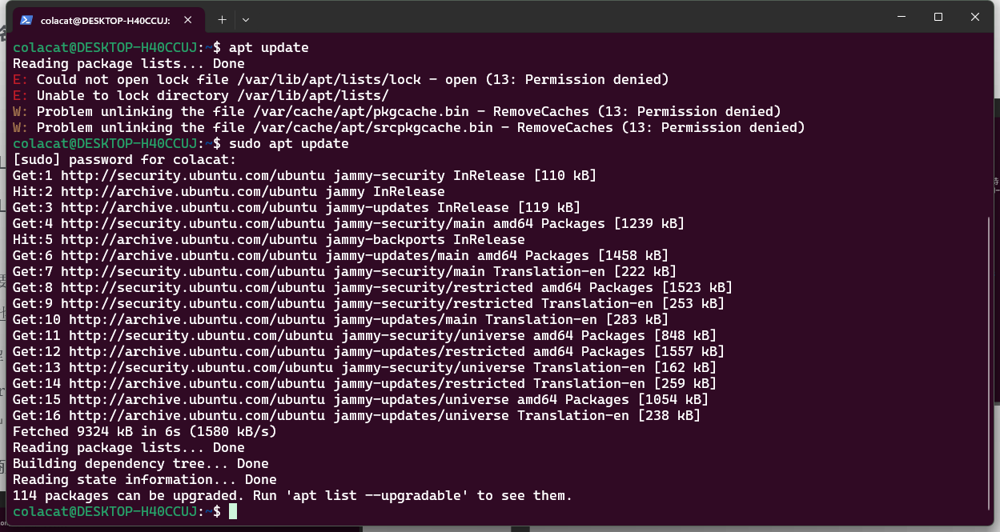 colacat@DESKTOP-H40CCUJ:
colacat@DESKTOP-H40CCUJ:~$ apt update
Reading package lists... Done
E: Could not open lock file /var/lib/apt/lists/lock - open (13: Permission denied)
E: Unable to lock directory /var/lib/apt/lists/
W: Problem unlinking the file /var/cache/apt/pkgcache.bin - RemoveCaches (13: Permission denied)
W: Problem unlinking the file /var/cache/apt/srcpkgcache.bin - RemoveCaches (13: Permission denied)
colacat@DESKTOP-H40CCUJ:~$ sudo apt update
[sudo] password for colacat:
Get:1 http://security.ubuntu.com/ubuntu jammy-security InRelease [110 kB]
Hit:2 http://archive.ubuntu.com/ubuntu jammy InRelease
Get:3 http://archive.ubuntu.com/ubuntu jammy-updates InRelease [119 kB]
Get:4 http://security.ubuntu.com/ubuntu jammy-security/main amd64 Packages [1239 kB]
Hit:5 http://archive.ubuntu.com/ubuntu jammy-backports InRelease
Get:6 http://archive.ubuntu.com/ubuntu jammy-updates/main amd64 Packages [1458 kB]
Get:7 http://security.ubuntu.com/ubuntu jammy-security/main Translation-en [222 kB]
Get:8 http://security.ubuntu.com/ubuntu jammy-security/restricted amd64 Packages [1523 kB]
Get:9 http://security.ubuntu.com/ubuntu jammy-security/restricted Translation-en [253 kB]
Get:10 http://archive.ubuntu.com/ubuntu jammy-updates/main Translation-en [283 kB]
Get:11 http://security.ubuntu.com/ubuntu jammy-security/universe amd64 Packages [848 kB]
Get:12 http://archive.ubuntu.com/ubuntu jammy-updates/restricted amd64 Packages [1557 kB]
Get:13 http://security.ubuntu.com/ubuntu jammy-security/universe Translation-en [162 kB]
Get:14 http://archive.ubuntu.com/ubuntu jammy-updates/restricted Translation-en [259 kB]
Get:15 http://archive.ubuntu.com/ubuntu jammy-updates/universe amd64 Packages [1054 kB]
Get:16 http://archive.ubuntu.com/ubuntu jammy-updates/universe Translation-en [238 kB]
Fetched 9324 kB in 6s (1580 kB/s)
Reading package lists... Done
Building dependency tree... Done
Reading state information... Done
114 packages can be upgraded. Run 'apt list --upgradable' to see them.
colacat@DESKTOP-H40CCUJ:~$